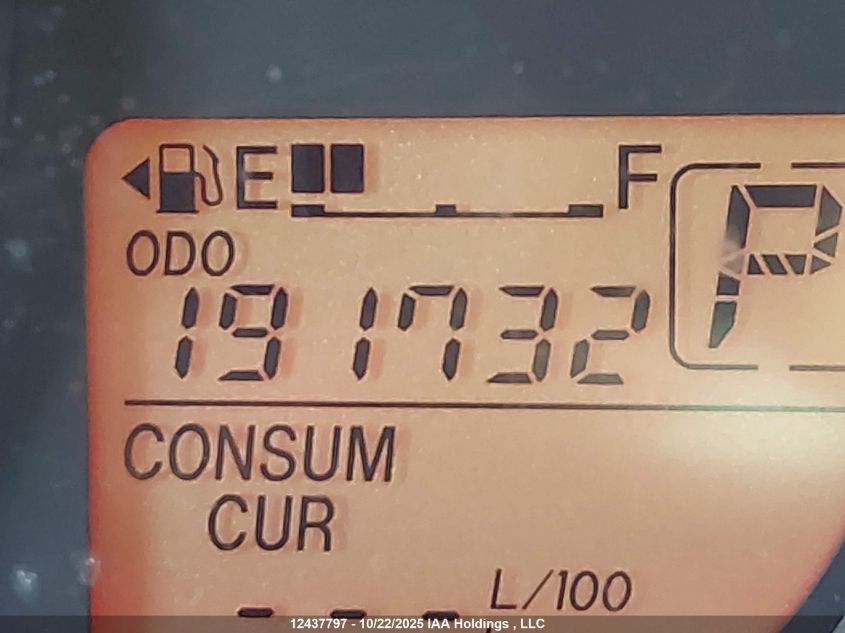 E F
ODO
191732
P
CONSUM
CUR
- - -
L/100
12437797 - 10/22/2025 IAA Holdings , LLC